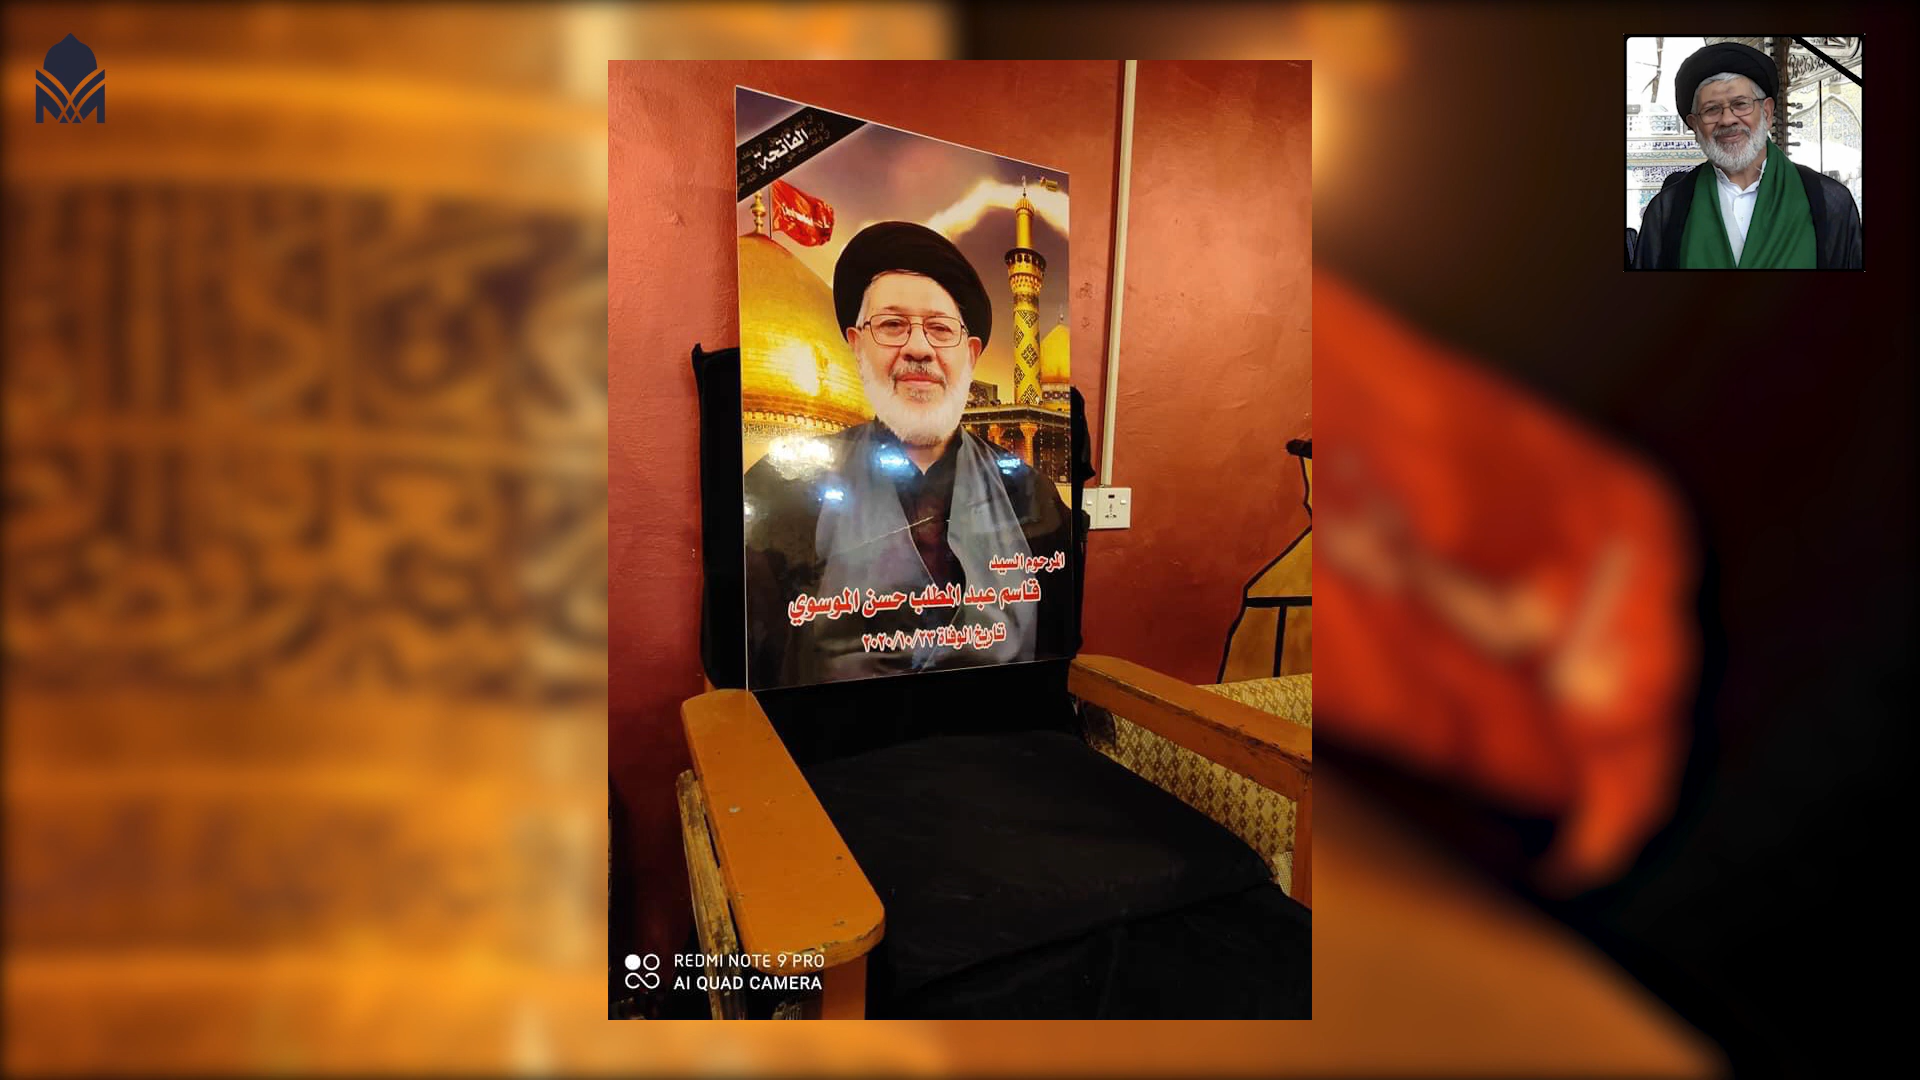 الفاتحة
المرحوم السيد
قاسم عبد المطلب حسن الموسوي
تاريخ الوفاة ٢٠٢٠/١٠/٢٣
REDMI NOTE 9 PRO
AI QUAD CAMERA